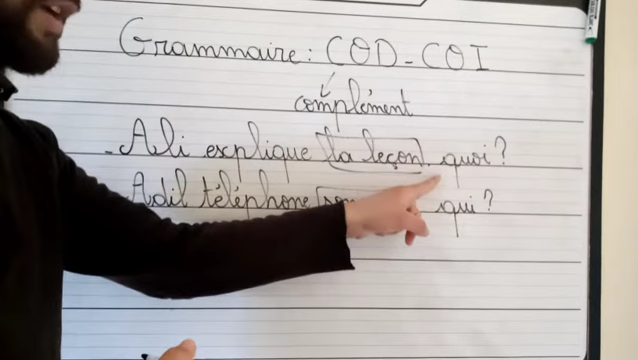 Grammaire : COD - COI
complément
- Ali explique la leçon. quoi ?
Adil téléphone qui ?